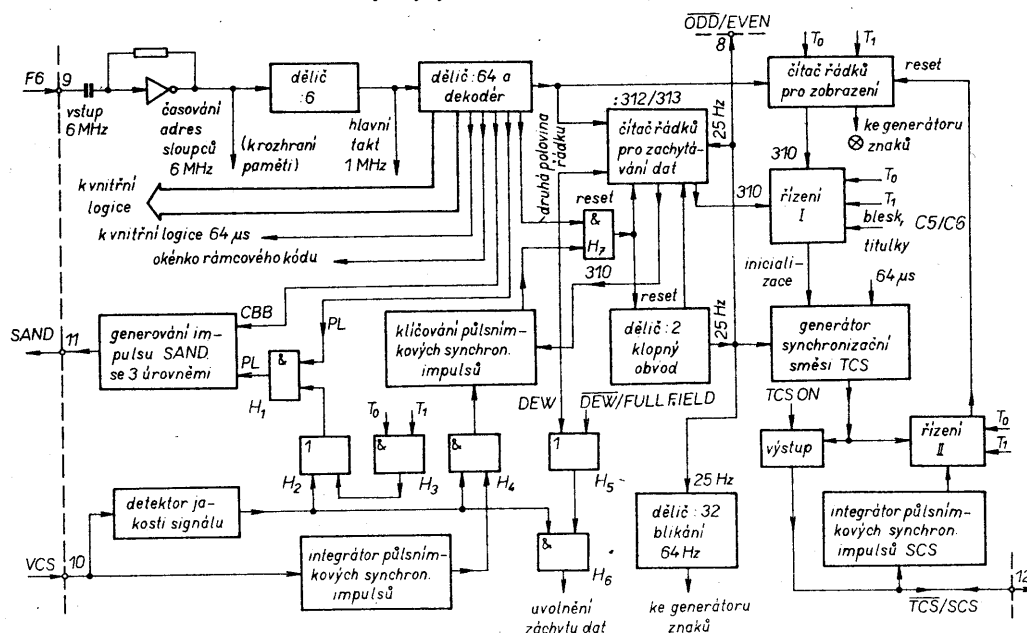 ODD/EVEN
8
T0
T1
F6
9
vstup
6 MHz
časování
adres
sloupců
6 MHz
dělič
:6
(k rozhraní
paměti)
hlavní
takt
1 MHz
dělič :64 a
dekodér
:312/313
čítač řádků
pro zachytá-
vání dat
25 Hz
čítač řádků
pro zobrazení
reset
ke generátoru
znaků
druhá polovina
řádku
k vnitřní
logice
k vnitřní logice 64 µs
okénko rámcového kódu
reset
&
H7
310
310
310
řízení
I
T0
T1
blesk,
titulky
C5/C6
iniciali-
zace
64 µs
SAND
11
generování im-
pulsu SAND
se 3 úrovněmi
CBB
PL
PL
&
H1
klíčování půlsním-
kových synchron.
impulsů
reset
dělič :2
klopný
obvod
25 Hz
generátor
synchronizační
směsi TCS
DEW
DEW/FULL FIELD
TCS ON
T0
T1
1
H2
&
H3
&
H4
1
H5
výstup
řízení
II
T0
T1
25 Hz
dělič :32
blikání
64 Hz
detektor ja-
kosti signálu
VCS
10
integrátor půlsním-
kových synchron.
impulsů
&
H6
integrátor půlsním-
kových synchron.
impulsů SCS
12
TCS/SCS
uvolnění
záchytu dat
ke generátoru
znaků